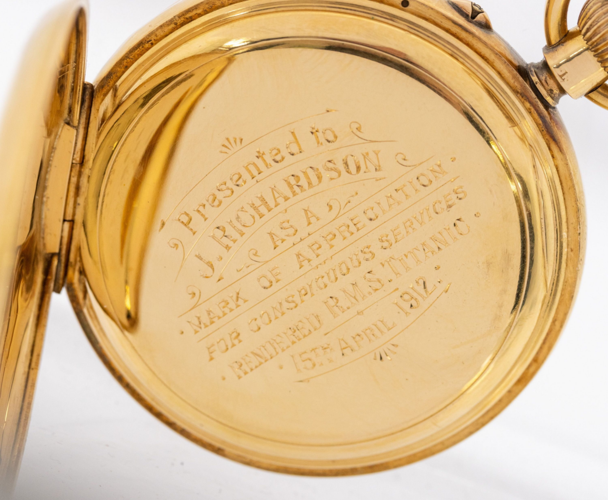 Presented to
J. RICHARDSON
AS A
MARK OF APPRECIATION
FOR CONSPICUOUS SERVICES
RENDERED R.M.S. TITANIC
15TH APRIL 1912.